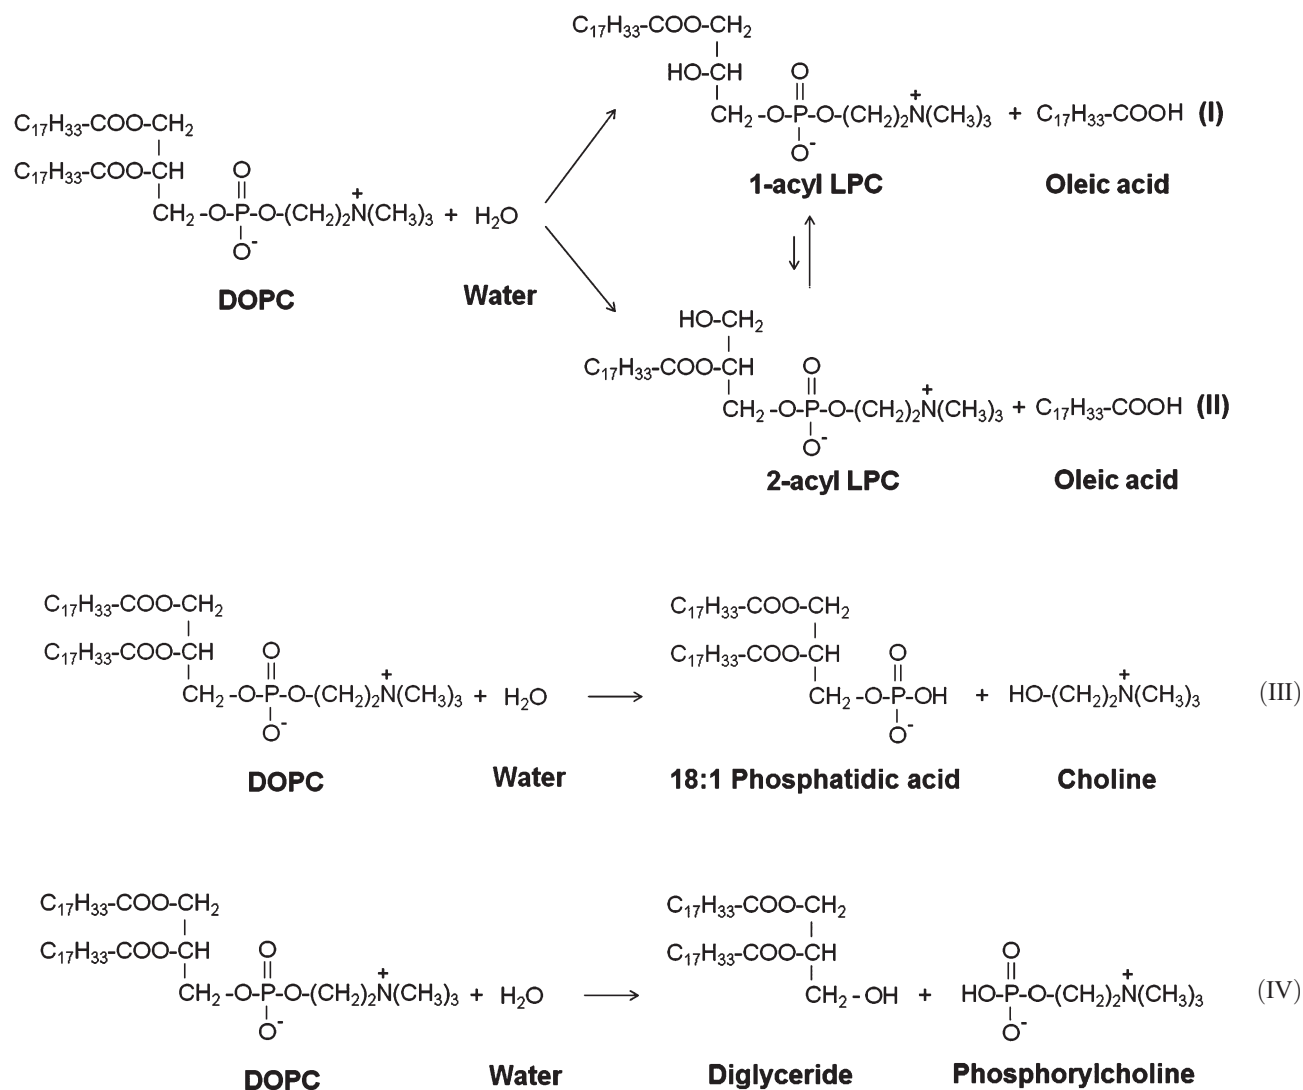 C17H33-COO-CH2
HO-CH O
CH2-O-P-O-(CH2)2N+(CH3)3 + C17H33-COOH (I)
O-
1-acyl LPC Oleic acid
C17H33-COO-CH2
C17H33-COO-CH O
CH2-O-P-O-(CH2)2N+(CH3)3 + H2O
O-
DOPC Water
HO-CH2
C17H33-COO-CH O
CH2-O-P-O-(CH2)2N+(CH3)3 + C17H33-COOH (II)
O-
2-acyl LPC Oleic acid
C17H33-COO-CH2 C17H33-COO-CH2
C17H33-COO-CH O C17H33-COO-CH O
CH2-O-P-O-(CH2)2N+(CH3)3 + H2O → CH2-O-P-OH + HO-(CH2)2N+(CH3)3 (III)
O- O-
DOPC Water 18:1 Phosphatidic acid Choline
C17H33-COO-CH2 C17H33-COO-CH2
C17H33-COO-CH O C17H33-COO-CH O
CH2-O-P-O-(CH2)2N+(CH3)3 + H2O → CH2-OH + HO-P-O-(CH2)2N+(CH3)3 (IV)
O- O-
DOPC Water Diglyceride Phosphorylcholine